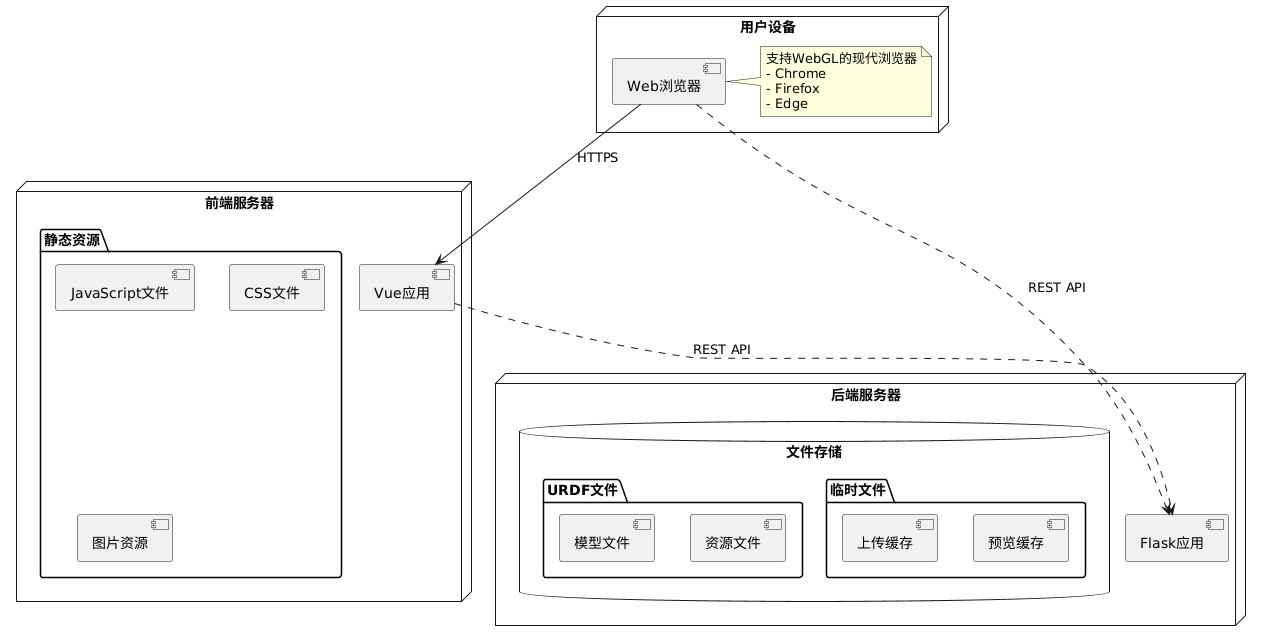 用户设备
Web浏览器
支持WebGL的现代浏览器
- Chrome
- Firefox
- Edge
HTTPS
前端服务器
静态资源
JavaScript文件
CSS文件
Vue应用
图片资源
REST API
REST API
后端服务器
文件存储
URDF文件
模型文件
资源文件
临时文件
上传缓存
预览缓存
Flask应用